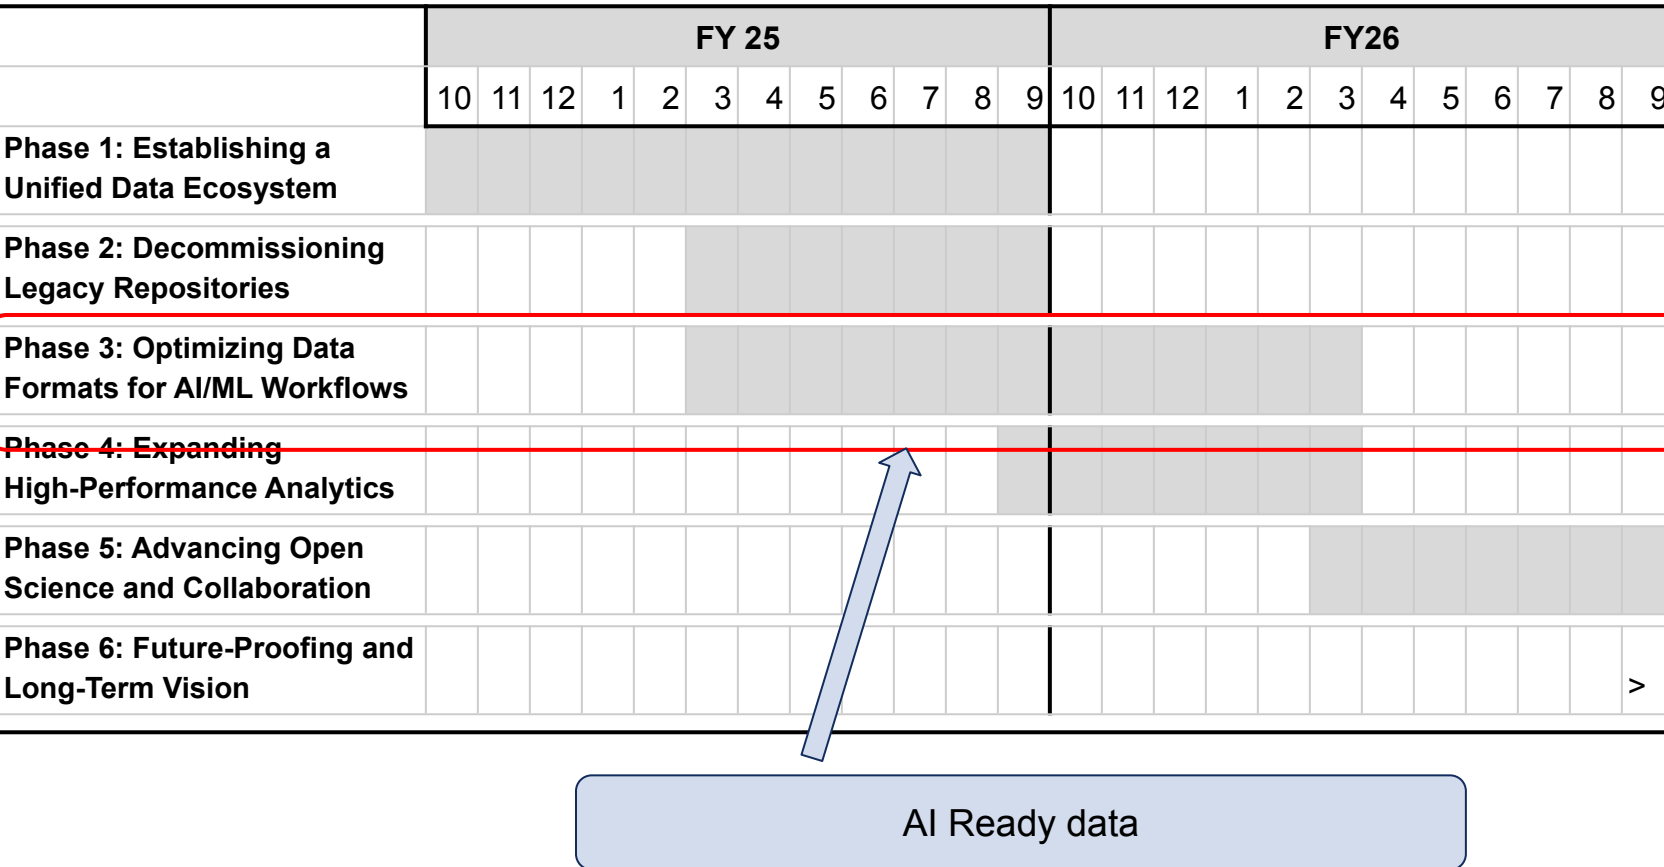 FY 25 FY26
10 11 12 1 2 3 4 5 6 7 8 9 10 11 12 1 2 3 4 5 6 7 8 9
Phase 1: Establishing a
Unified Data Ecosystem
Phase 2: Decommissioning
Legacy Repositories
Phase 3: Optimizing Data
Formats for AI/ML Workflows
Phase 4: Expanding
High-Performance Analytics
Phase 5: Advancing Open
Science and Collaboration
Phase 6: Future-Proofing and
Long-Term Vision >
AI Ready data